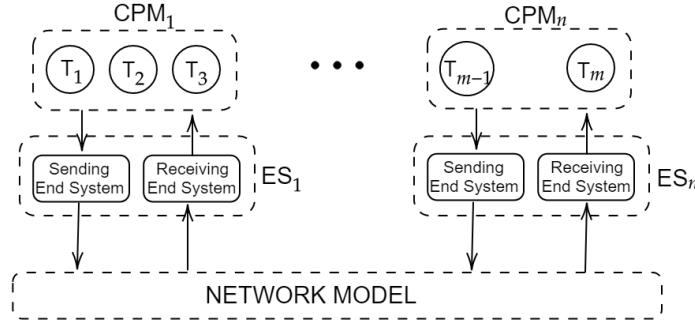 CPM₁ CPMₙ
T₁ T₂ T₃ • • • Tₘ₋₁ Tₘ
Sending End System Receiving End System ES₁ Sending End System Receiving End System ESₙ
NETWORK MODEL